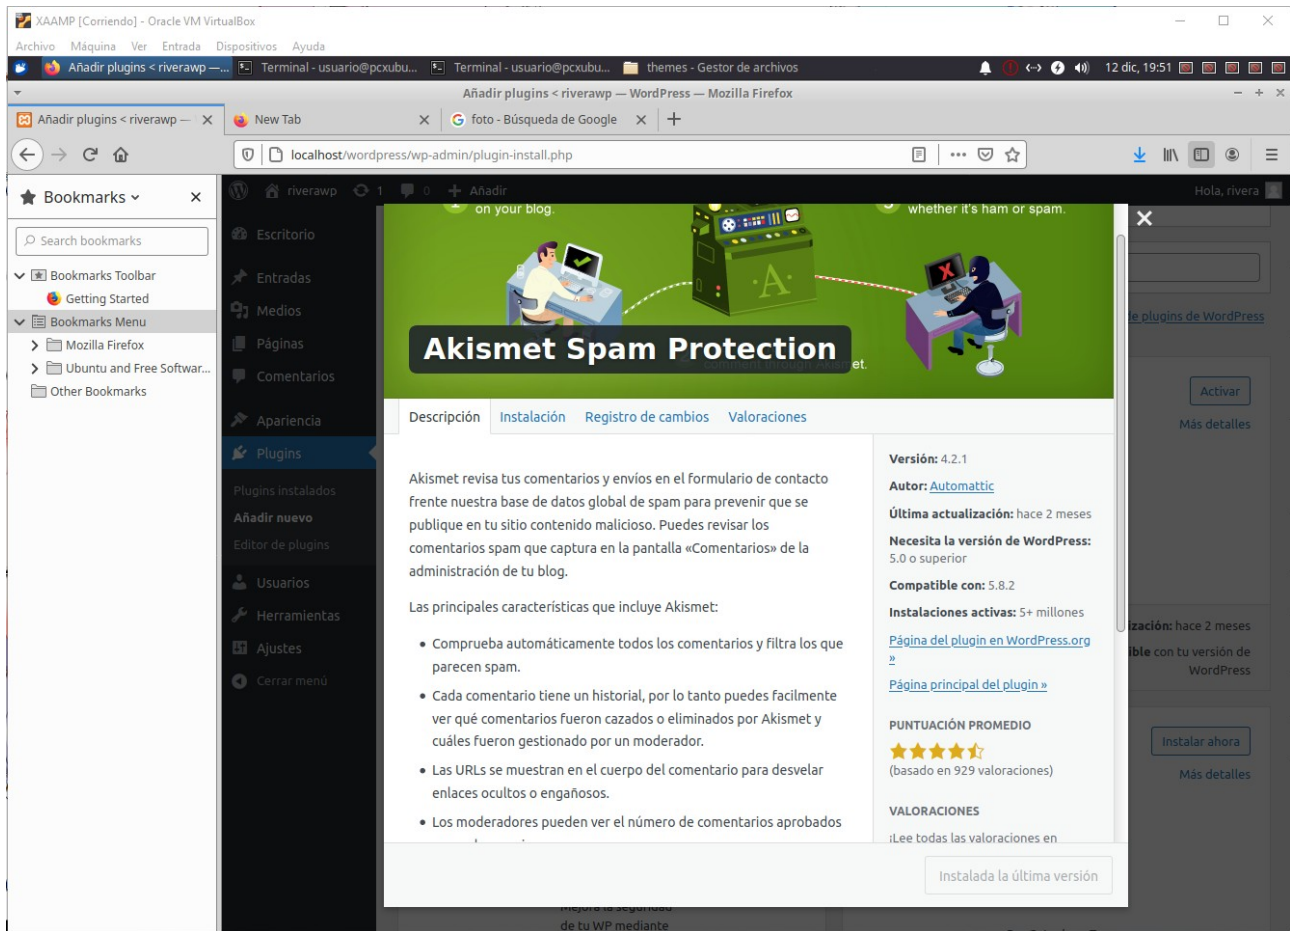 XAAMP [Corriendo] - Oracle VM VirtualBox
Archivo Máquina Ver Entrada Dispositivos Ayuda
Añadir plugins < riverawp —... Terminal - usuario@pcxubu... Terminal - usuario@pcxubu... themes - Gestor de archivos 12 dic, 19:51
Añadir plugins < riverawp — WordPress — Mozilla Firefox
Añadir plugins < riverawp — New Tab foto - Búsqueda de Google
localhost/wordpress/wp-admin/plugin-install.php
Bookmarks
Search bookmarks
Bookmarks Toolbar
Getting Started
Bookmarks Menu
Mozilla Firefox
Ubuntu and Free Softwar...
Other Bookmarks
riverawp 1 0 Añadir Hola, rivera
Escritorio
Entradas
Medios
Páginas
Comentarios
Apariencia
Plugins
Plugins instalados
Añadir nuevo
Editor de plugins
Usuarios
Herramientas
Ajustes
Cerrar menú
on your blog.
whether it's ham or spam.
A
Akismet Spam Protection
comment through Akismet.
Descripción Instalación Registro de cambios Valoraciones
Akismet revisa tus comentarios y envíos en el formulario de contacto
frente nuestra base de datos global de spam para prevenir que se
publique en tu sitio contenido malicioso. Puedes revisar los
comentarios spam que captura en la pantalla «Comentarios» de la
administración de tu blog.
Las principales características que incluye Akismet:
• Comprueba automáticamente todos los comentarios y filtra los que
parecen spam.
• Cada comentario tiene un historial, por lo tanto puedes facilmente
ver qué comentarios fueron cazados o eliminados por Akismet y
cuáles fueron gestionado por un moderador.
• Las URLs se muestran en el cuerpo del comentario para desvelar
enlaces ocultos o engañosos.
• Los moderadores pueden ver el número de comentarios aprobados
Versión: 4.2.1
Autor: Automattic
Última actualización: hace 2 meses
Necesita la versión de WordPress:
5.0 o superior
Compatible con: 5.8.2
Instalaciones activas: 5+ millones
Página del plugin en WordPress.org
»
Página principal del plugin »
PUNTUACIÓN PROMEDIO
(basado en 929 valoraciones)
VALORACIONES
¡Lee todas las valoraciones en
Instalada la última versión
de plugins de WordPress
Activar
Más detalles
ización: hace 2 meses
ible con tu versión de
WordPress
Instalar ahora
Más detalles
Mejora la seguridad
de tu WP mediante